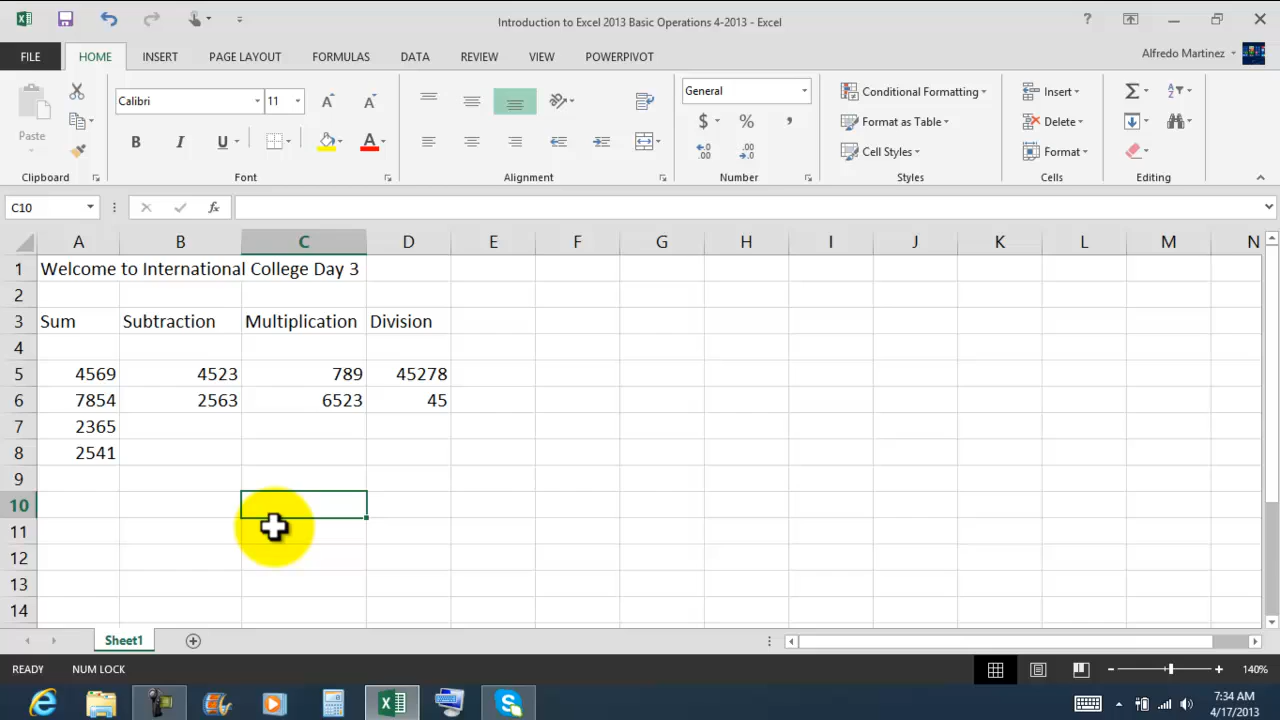 Introduction to Excel 2013 Basic Operations 4-2013 - Excel
FILE HOME INSERT PAGE LAYOUT FORMULAS DATA REVIEW VIEW POWERPIVOT Alfredo Martinez
Paste
Calibri 11
General
Conditional Formatting
Format as Table
Cell Styles
Insert
Delete
Format
Clipboard Font Alignment Number Styles Cells Editing
C10 fx
A B C D E F G H I J K L M N
1 Welcome to International College Day 3
2
3 Sum Subtraction Multiplication Division
4
5 4569 4523 789 45278
6 7854 2563 6523 45
7 2365
8 2541
9
10
11
12
13
14
Sheet1
READY NUM LOCK 140%
7:34 AM
4/17/2013